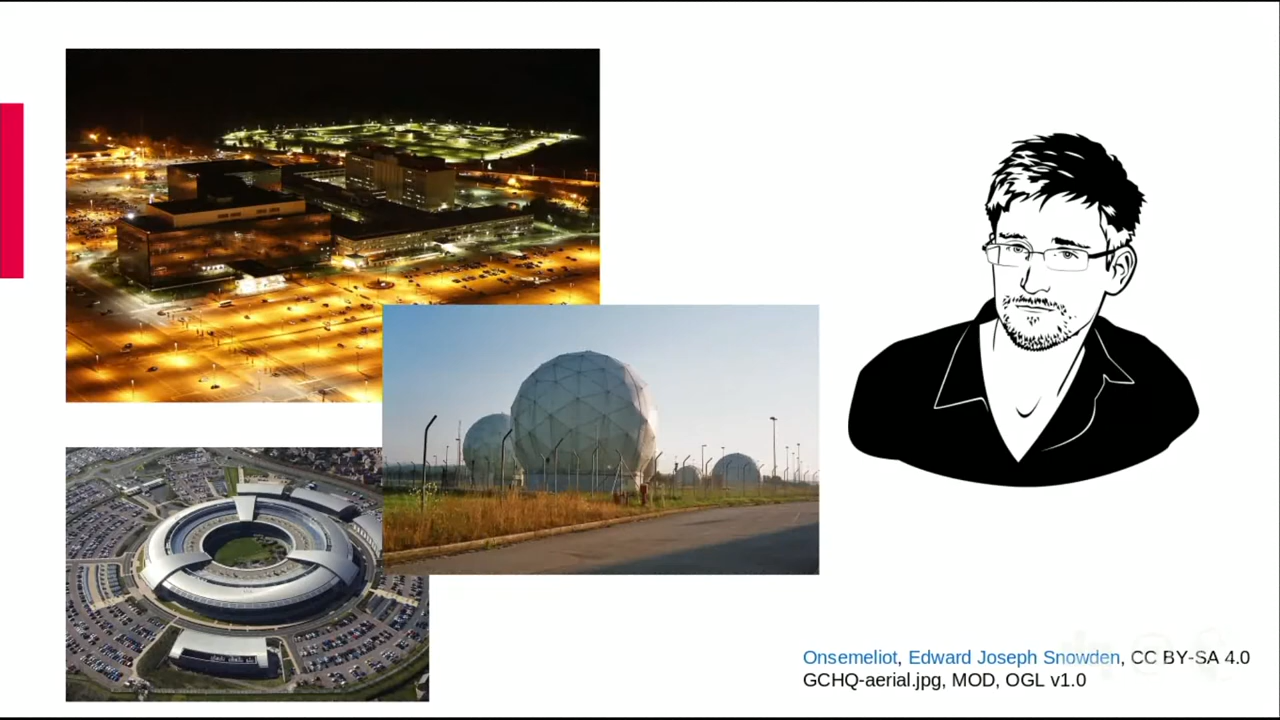 Onsemeliot, Edward Joseph Snowden, CC BY-SA 4.0
GCHQ-aerial.jpg, MOD, OGL v1.0